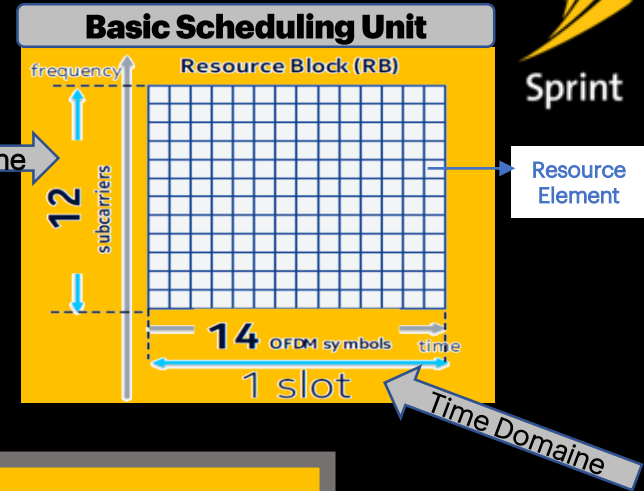 Basic Scheduling Unit
frequency
Resource Block (RB)
Sprint
12
subcarriers
Resource
Element
14 OFDM symbols
time
1 slot
Time Domaine